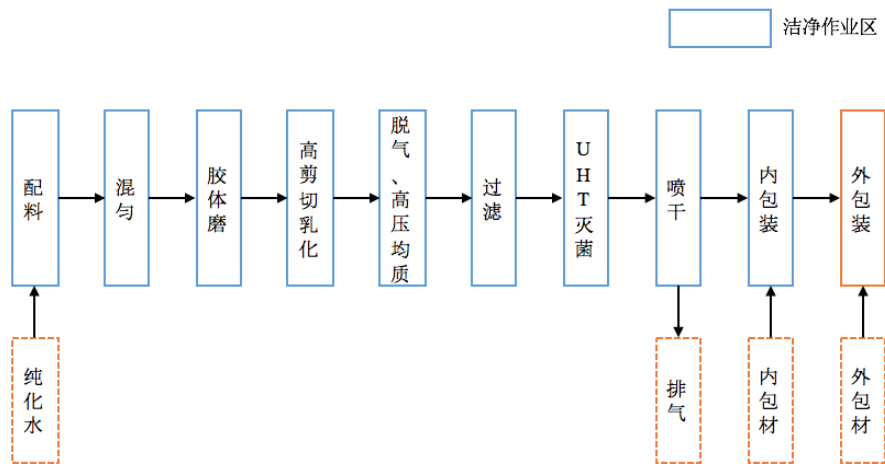 洁净作业区
配料
混匀
胶体磨
高剪切乳化
脱气、高压均质
过滤
UHT灭菌
喷干
内包装
外包装
纯化水
排气
内包材
外包材